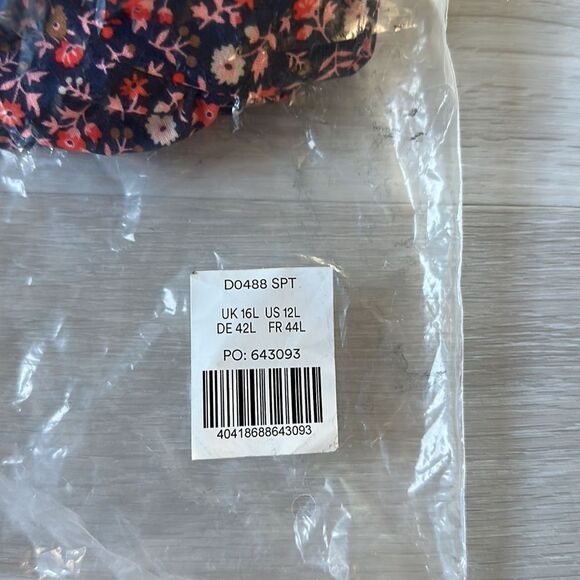 D0488 SPT
UK 16L US 12L
DE 42L FR 44L
PO: 643093
40418688643093